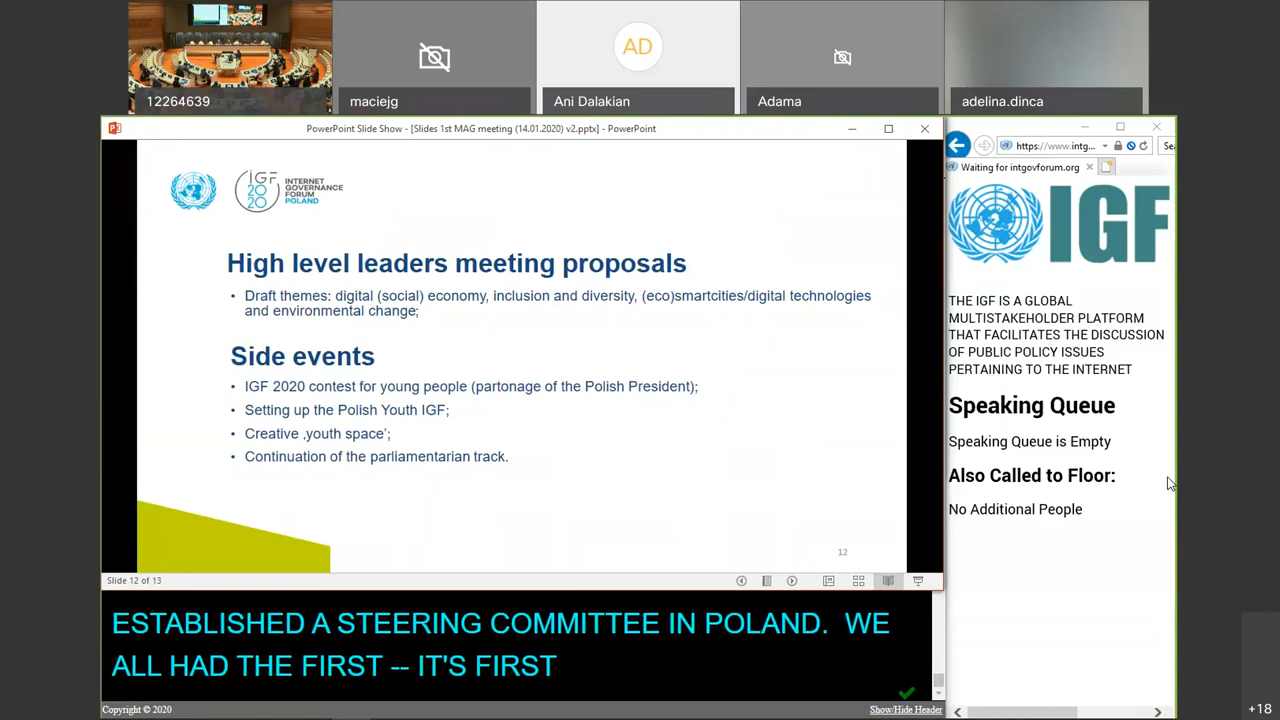 12264639
maciejg
AD
Ani Dalakian
Adama
adelina.dinca
PowerPoint Slide Show - [Slides 1st MAG meeting (14.01.2020) v2.pptx] - PowerPoint
IGF
20
20
INTERNET
GOVERNANCE
FORUM
POLAND
High level leaders meeting proposals
• Draft themes: digital (social) economy, inclusion and diversity, (eco)smartcities/digital technologies
and environmental change;
Side events
• IGF 2020 contest for young people (partonage of the Polish President);
• Setting up the Polish Youth IGF;
• Creative ‚youth space';
• Continuation of the parliamentarian track.
12
Slide 12 of 13
ESTABLISHED A STEERING COMMITTEE IN POLAND. WE
ALL HAD THE FIRST -- IT'S FIRST
Copyright © 2020
Show/Hide Header
https://www.intg...
Sea
Waiting for intgovforum.org
IGF
THE IGF IS A GLOBAL
MULTISTAKEHOLDER PLATFORM
THAT FACILITATES THE DISCUSSION
OF PUBLIC POLICY ISSUES
PERTAINING TO THE INTERNET
Speaking Queue
Speaking Queue is Empty
Also Called to Floor:
No Additional People
+18